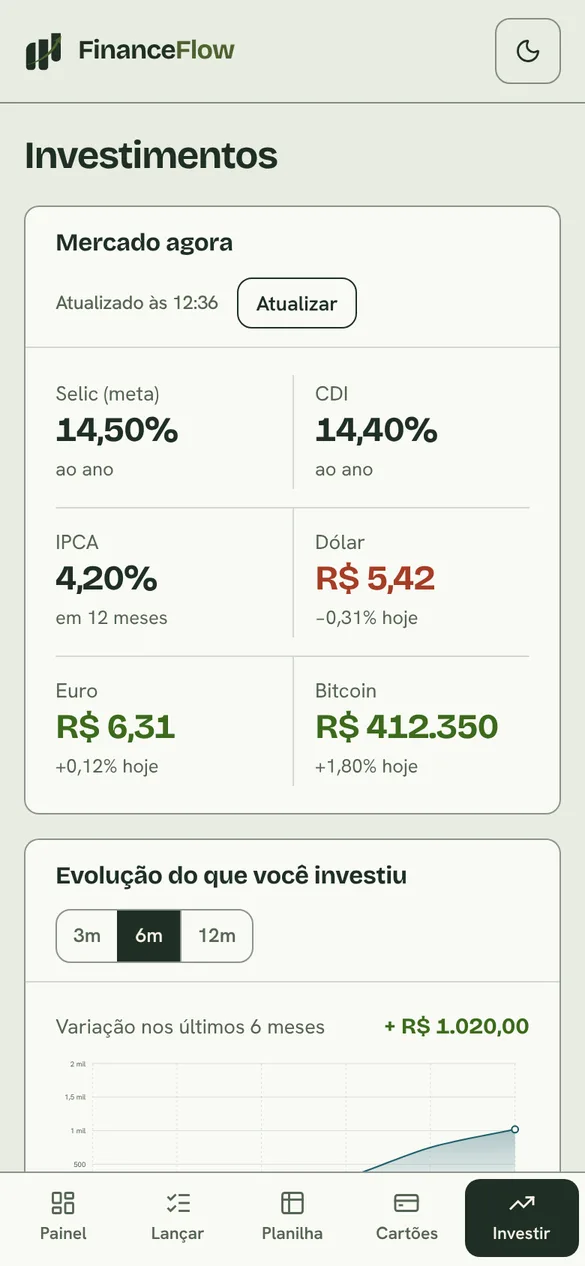 FinanceFlow
Investimentos
Mercado agora
Atualizado às 12:36 Atualizar
Selic (meta) CDI
14,50% 14,40%
ao ano ao ano
IPCA Dólar
4,20% R$ 5,42
em 12 meses −0,31% hoje
Euro Bitcoin
R$ 6,31 R$ 412.350
+0,12% hoje +1,80% hoje
Evolução do que você investiu
3m 6m 12m
Variação nos últimos 6 meses + R$ 1.020,00
2 mil
1,5 mil
1 mil
500
Painel Lançar Planilha Cartões Investir